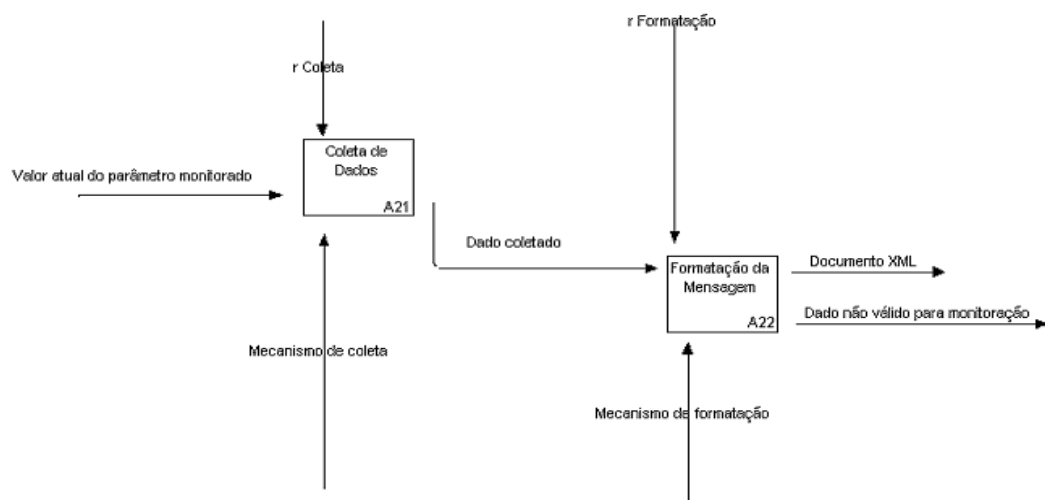 r Formatação
r Coleta
Coleta de
Dados
A21
Valor atual do parâmetro monitorado
Dado coletado
Formatação da
Mensagem
A22
Documento XML
Dado não válido para monitoração
Mecanismo de coleta
Mecanismo de formatação